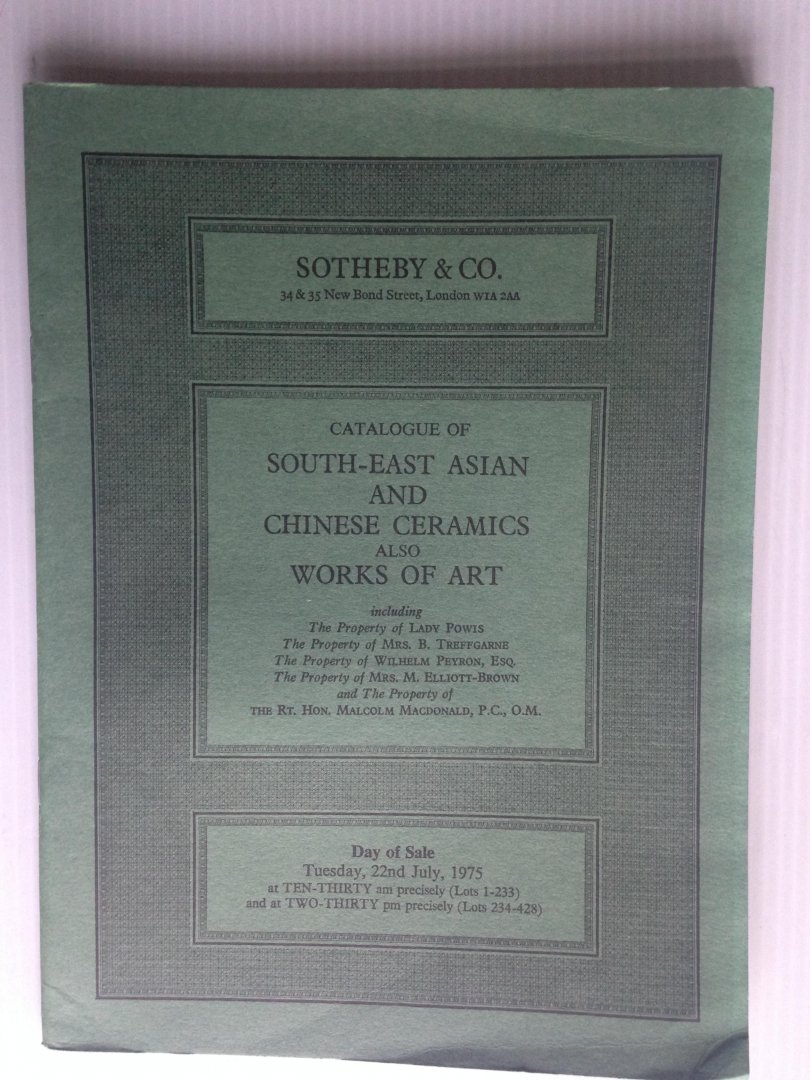 SOTHEBY & CO.
34 & 35 New Bond Street, London W1A 2AA
CATALOGUE OF
SOUTH-EAST ASIAN
AND
CHINESE CERAMICS
ALSO
WORKS OF ART
including
The Property of LADY POWIS
The Property of MRS. B. TREFFGARNE
The Property of WILHELM PEYRON, ESQ.
The Property of MRS. M. ELLIOTT-BROWN
and The Property of
THE RT. HON. MALCOLM MACDONALD, P.C., O.M.
Day of Sale
Tuesday, 22nd July, 1975
at TEN-THIRTY am precisely (Lots 1-233)
and at TWO-THIRTY pm precisely (Lots 234-428)